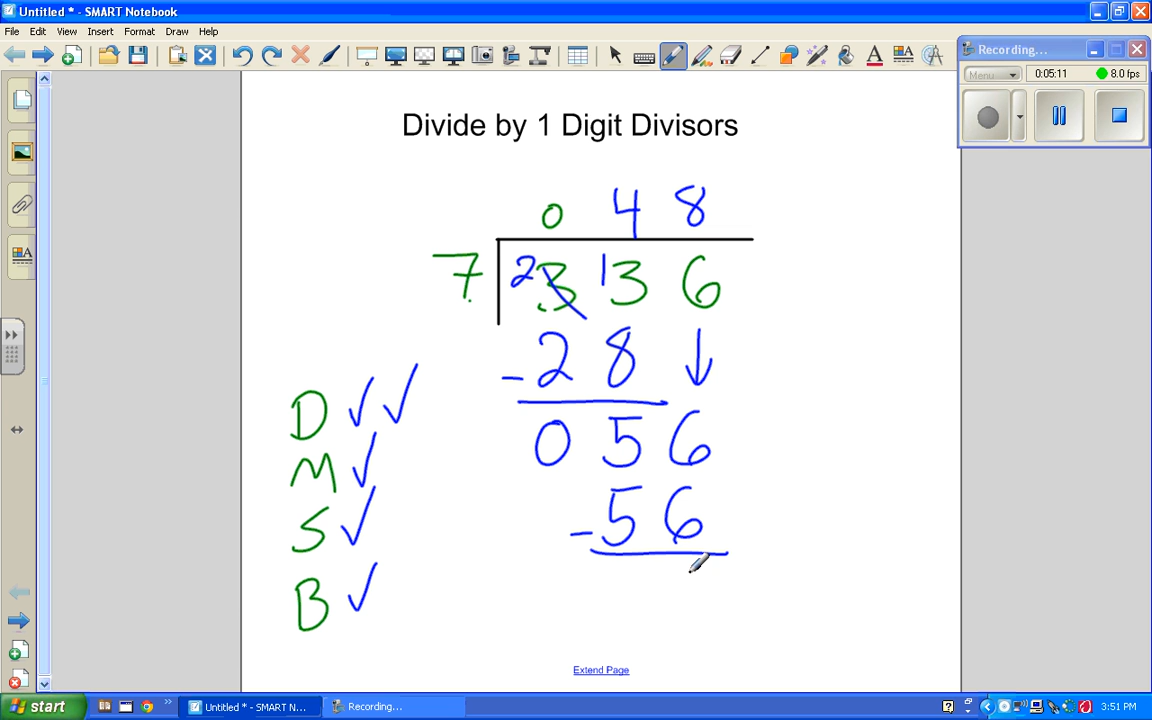 Untitled * - SMART Notebook
File Edit View Insert Format Draw Help
Recording...
Menu
0:05:11
8.0 fps
Divide by 1 Digit Divisors
0 4 8
7 2 3 1 3 6
- 2 8 ↓
0 5 6
- 5 6
D ✓ ✓
M ✓
S ✓
B ✓
Extend Page
start
Untitled * - SMART N...
Recording...
3:51 PM